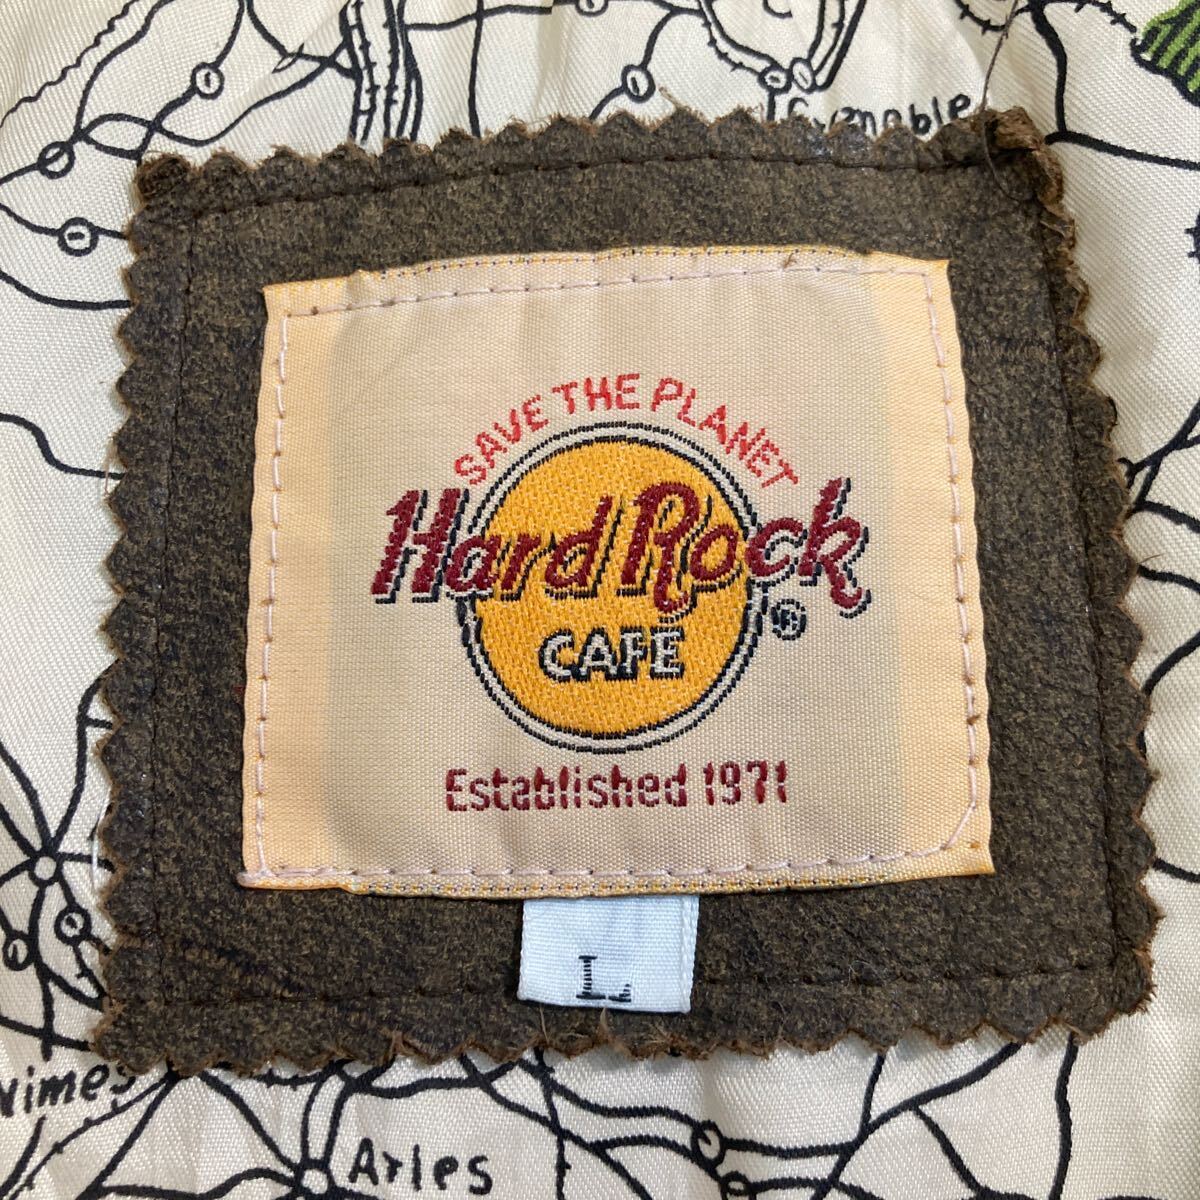 Grenoble
SAVE THE PLANET
Hard Rock
CAFE
®
Established 1971
L
Nimes
Arles